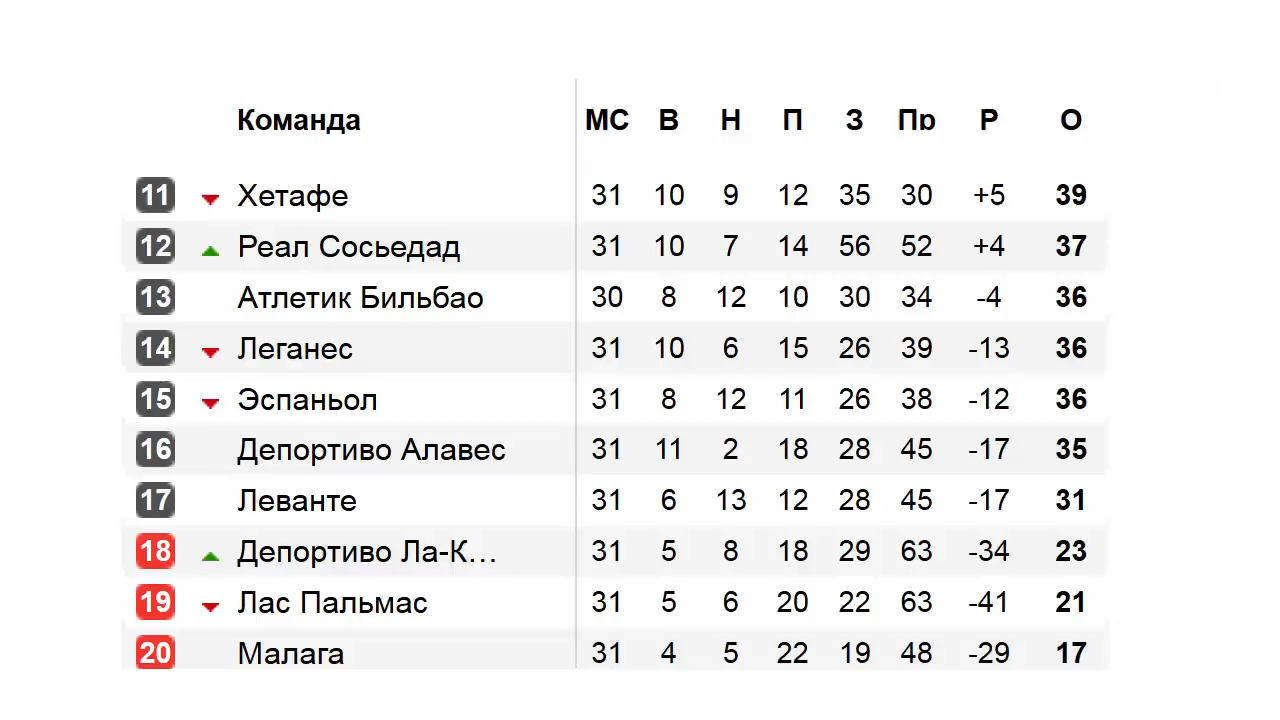 Команда МС В Н П З Пр Р О
11 Хетафе 31 10 9 12 35 30 +5 39
12 Реал Сосьедад 31 10 7 14 56 52 +4 37
13 Атлетик Бильбао 30 8 12 10 30 34 -4 36
14 Леганес 31 10 6 15 26 39 -13 36
15 Эспаньол 31 8 12 11 26 38 -12 36
16 Депортиво Алавес 31 11 2 18 28 45 -17 35
17 Леванте 31 6 13 12 28 45 -17 31
18 Депортиво Ла-К... 31 5 8 18 29 63 -34 23
19 Лас Пальмас 31 5 6 20 22 63 -41 21
20 Малага 31 4 5 22 19 48 -29 17